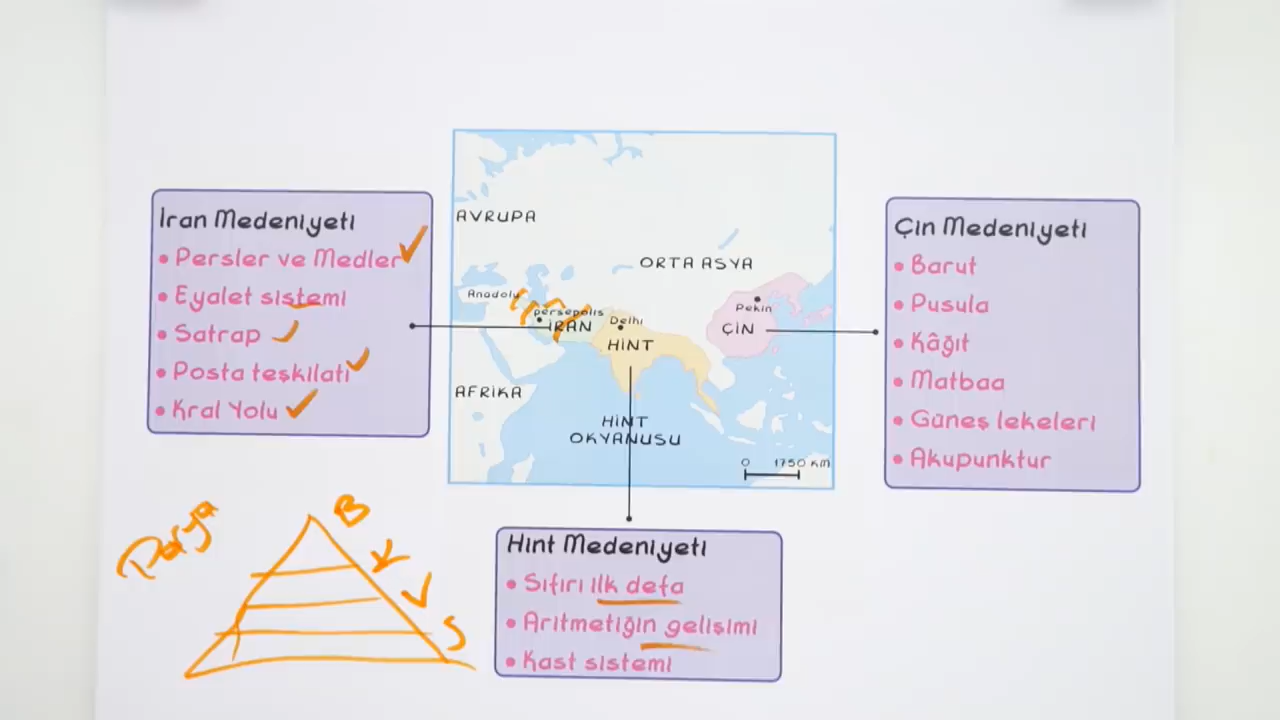 İran Medeniyeti
• Persler ve Medler
• Eyalet sistemi
• Satrap
• Posta teşkilatı
• Kral Yolu
AVRUPA
ORTA ASYA
Anadolu
Persepolis
İRAN
Delhi
HİNT
Pekin
ÇİN
AFRİKA
HİNT
OKYANUSU
0 1750 KM
Çin Medeniyeti
• Barut
• Pusula
• Kâğıt
• Matbaa
• Güneş lekeleri
• Akupunktur
Parya
B
K
V
S
Hint Medeniyeti
• Sıfırı ilk defa
• Aritmetiğin gelişimi
• Kast sistemi